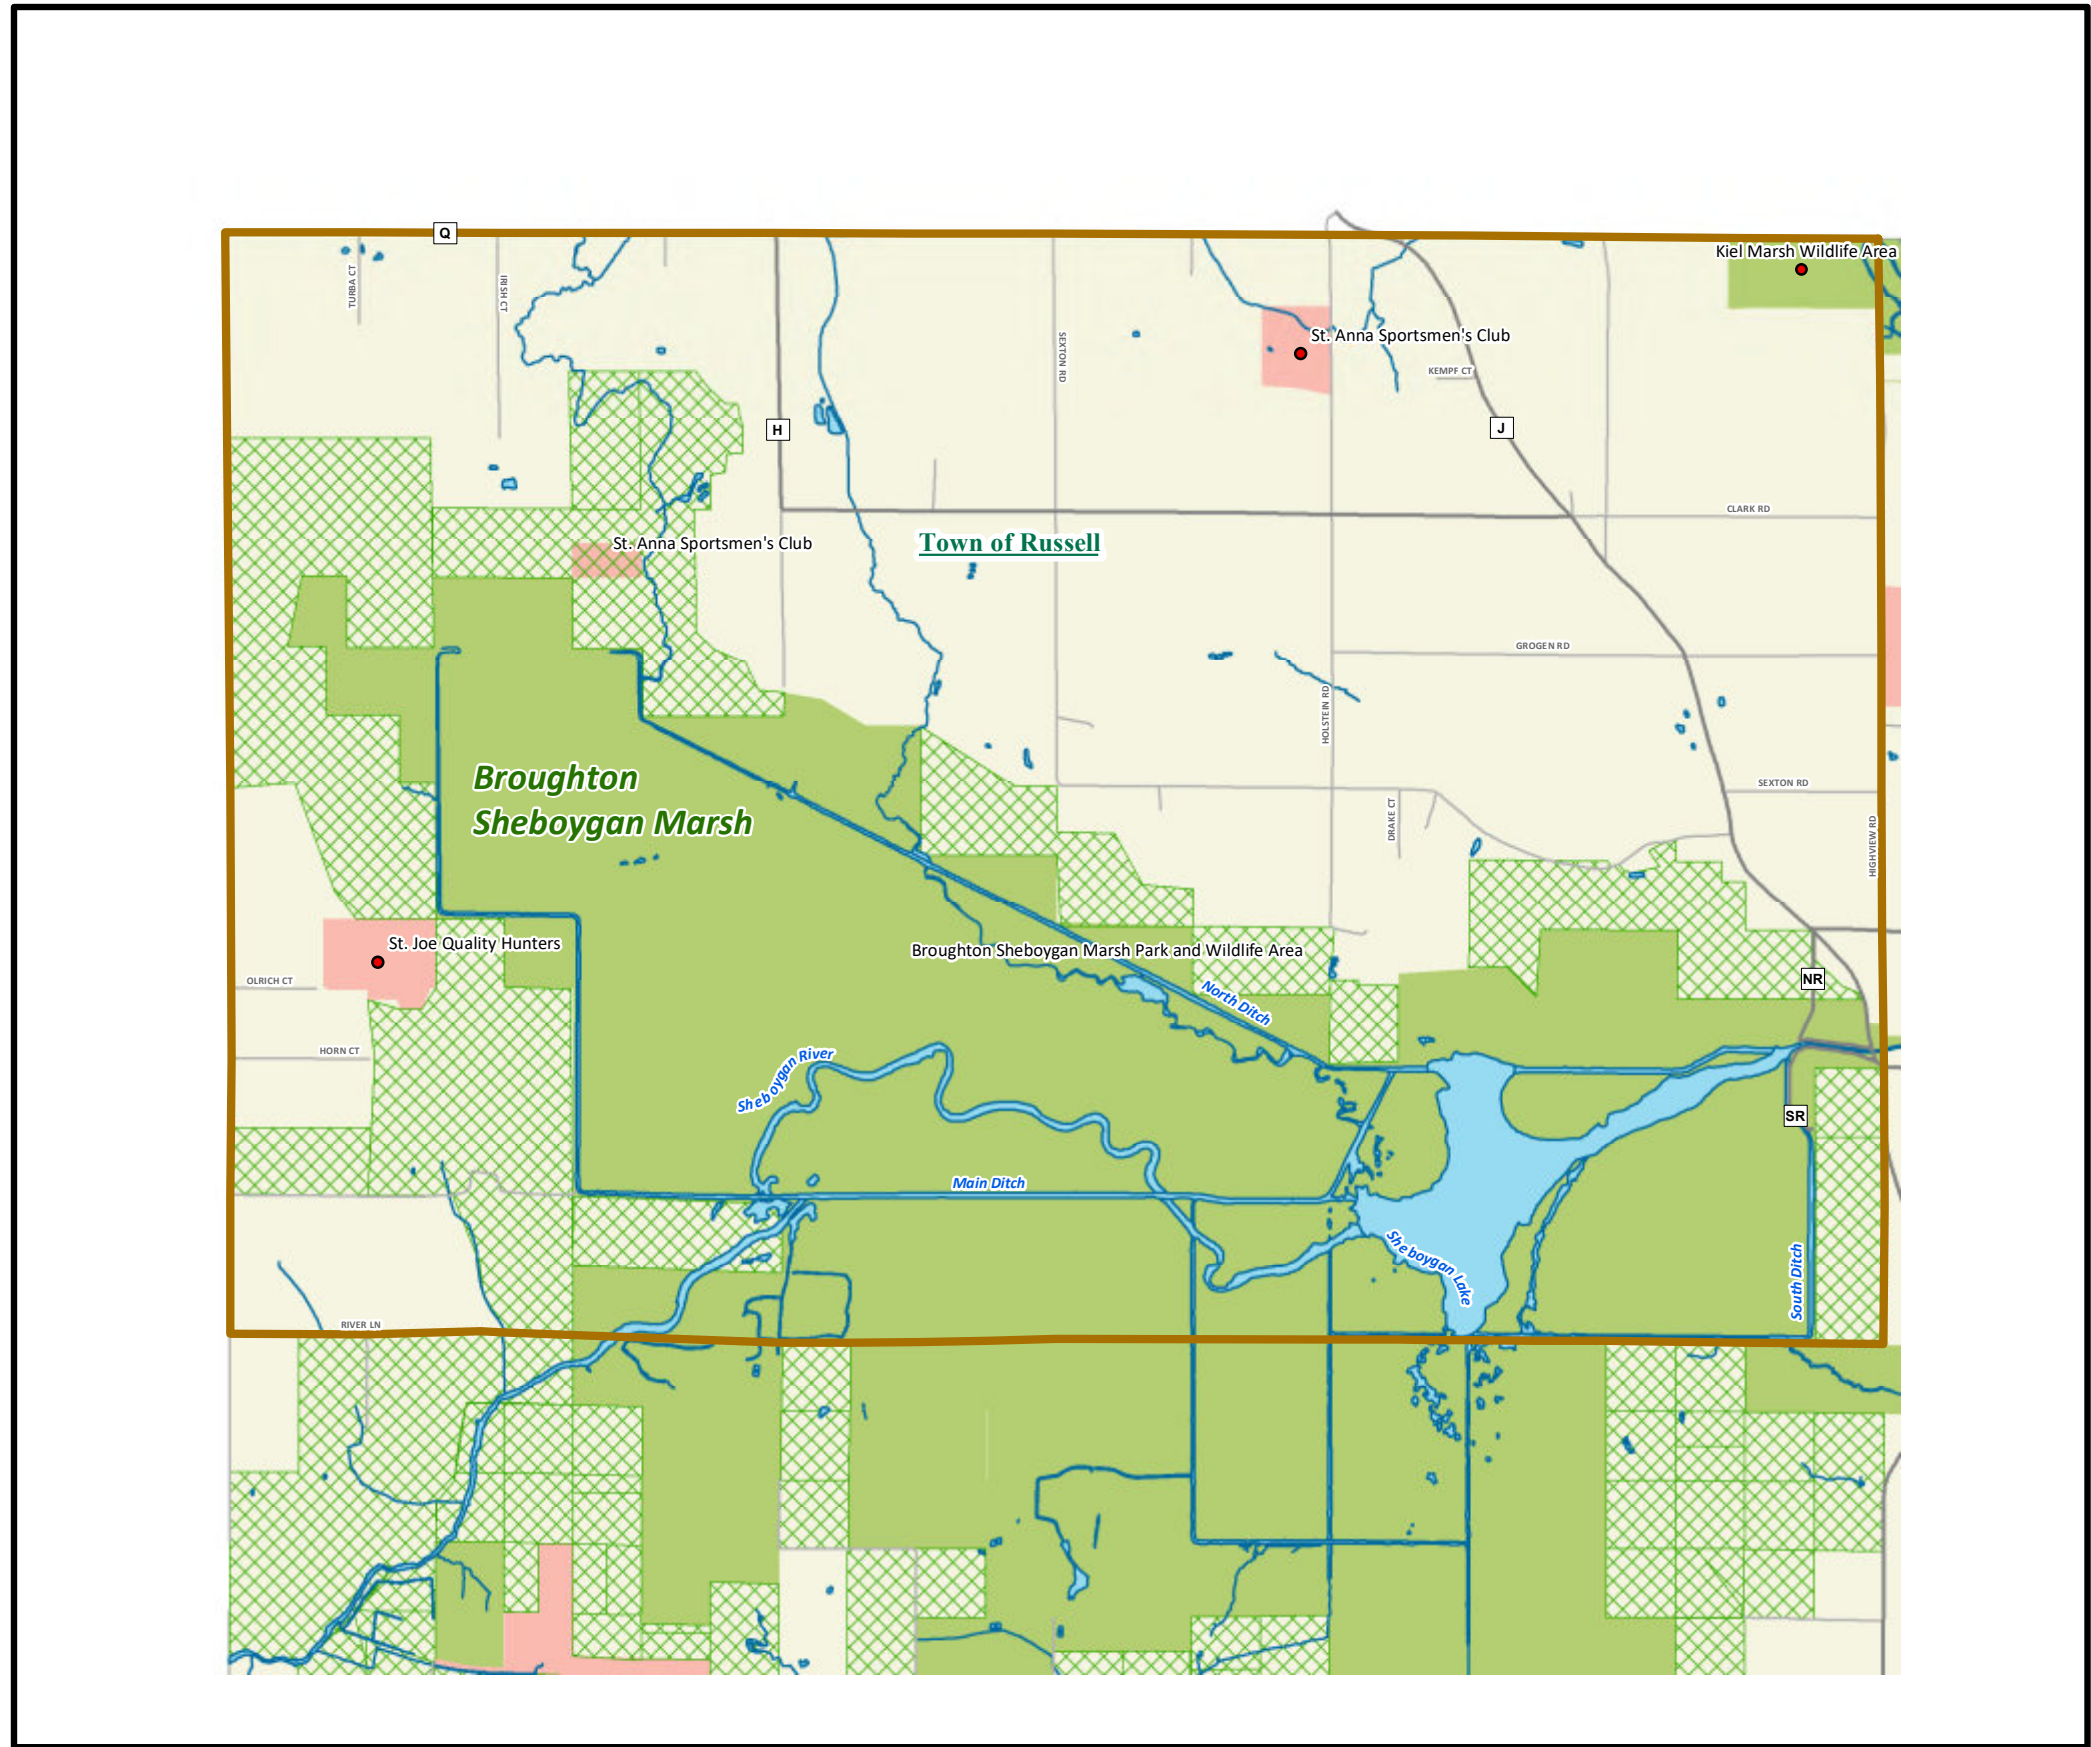 Q
Kiel Marsh Wildlife Area
TURBA CT
IRISH CT
St. Anna Sportsmen's Club
SEXTON RD
KEMPF CT
H
J
CLARK RD
St. Anna Sportsmen's Club
Town of Russell
GROGEN RD
HOLSTEIN RD
Broughton
Sheboygan Marsh
SEXTON RD
DRAKE CT
HIGHVIEW RD
St. Joe Quality Hunters
Broughton Sheboygan Marsh Park and Wildlife Area
OLRICH CT
NR
North Ditch
HORN CT
Sheboygan River
SR
Main Ditch
Sheboygan Lake
South Ditch
RIVER LN